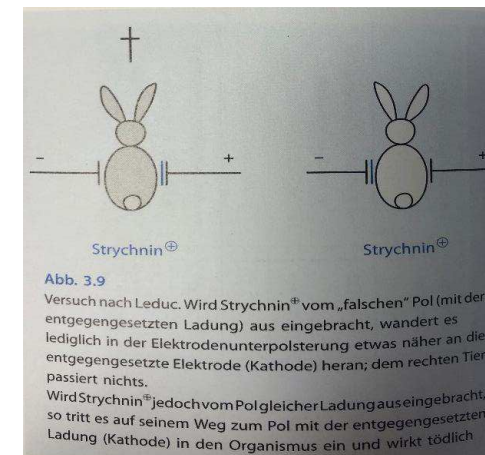 - + - +
Strychnin⊕ Strychnin⊕
Abb. 3.9
Versuch nach Leduc. Wird Strychnin⊕ vom „falschen“ Pol (mit der
entgegengesetzten Ladung) aus eingebracht, wandert es
lediglich in der Elektrodenunterpolsterung etwas näher an die
entgegengesetzte Elektrode (Kathode) heran; dem rechten Tier
passiert nichts.
Wird Strychnin⊕ jedoch vom Pol gleicher Ladung aus eingebracht,
so tritt es auf seinem Weg zum Pol mit der entgegengesetzten
Ladung (Kathode) in den Organismus ein und wirkt tödlich